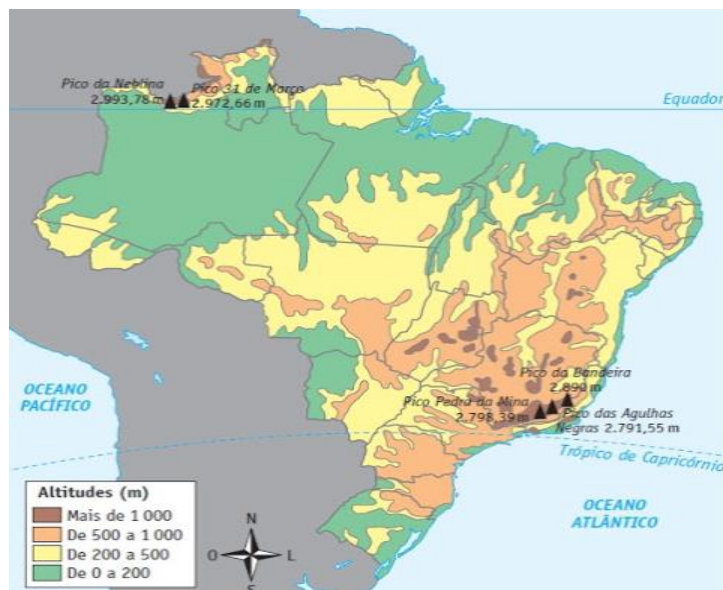 Pico da Neblina
2.993,78 m
Pico 31 de Março
2.972,66 m
Equador
OCEANO
PACÍFICO
Pico da Bandeira
2.890 m
Pico Pedra da Mina
2.798,39 m
Pico das Agulhas
Negras 2.791,55 m
Trópico de Capricórnio
OCEANO
ATLÂNTICO
Altitudes (m)
Mais de 1 000
De 500 a 1 000
De 200 a 500
De 0 a 200
N
O
L
S